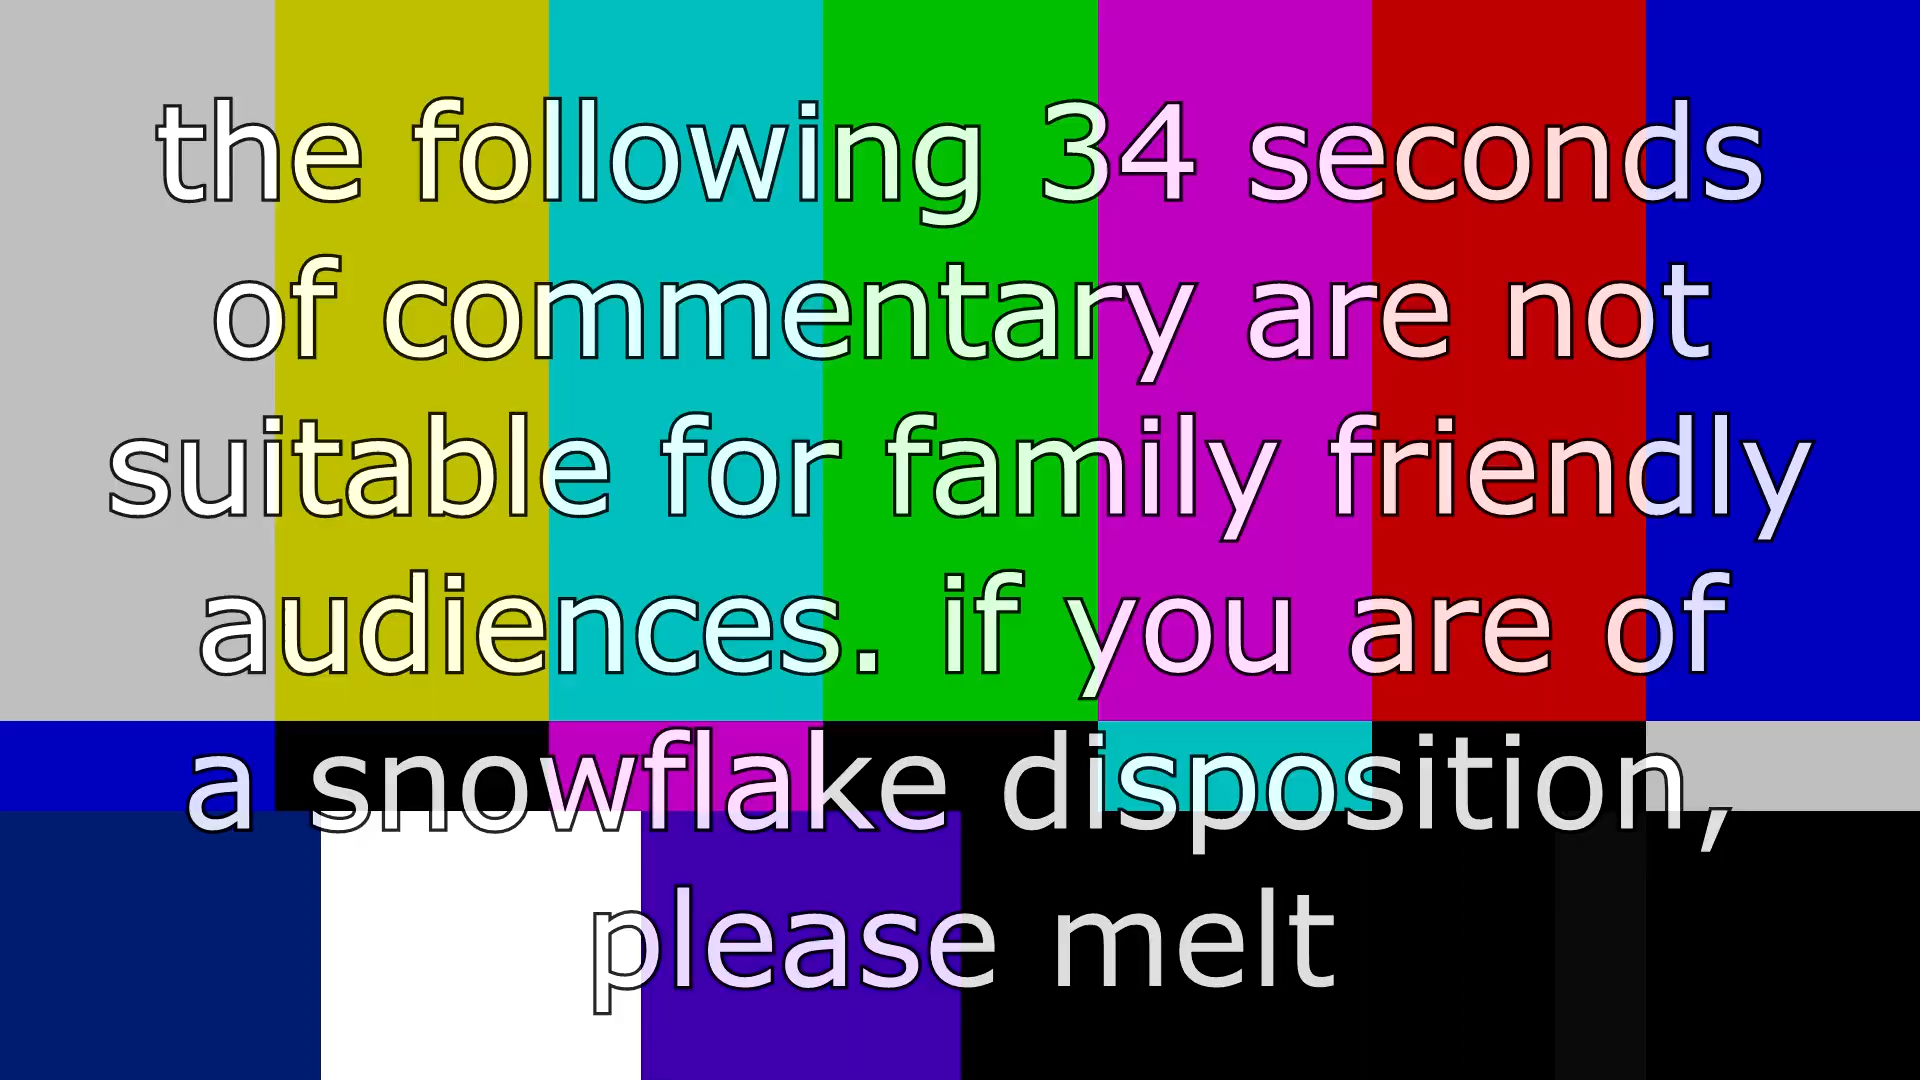 the following 34 seconds
of commentary are not
suitable for family friendly
audiences. if you are of
a snowflake disposition,
please melt